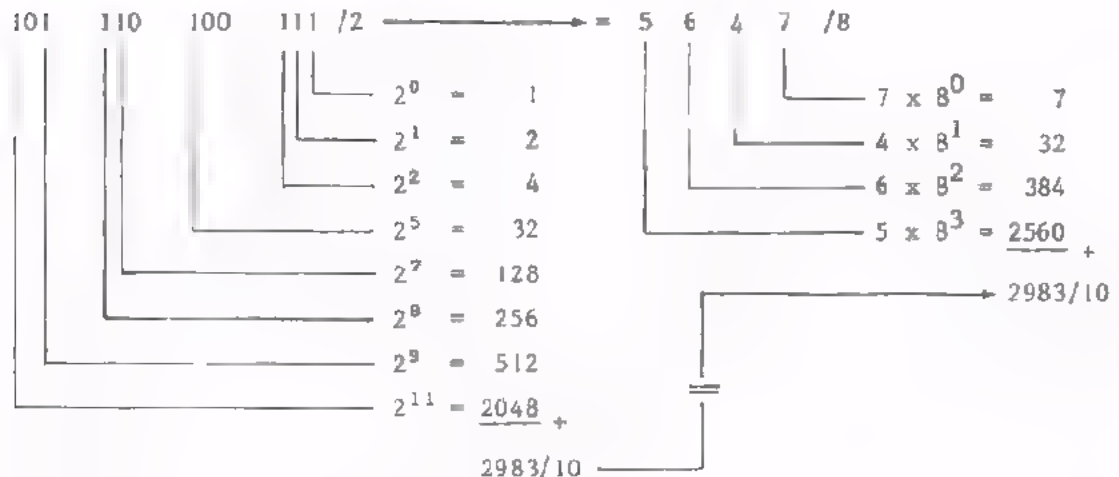 101 110 100 111 /2 = 5 6 4 7 /8
2⁰ = 1
2¹ = 2
2² = 4
2⁵ = 32
2⁷ = 128
2⁸ = 256
2⁹ = 512
2¹¹ = 2048 +
2983/10
7 x 8⁰ = 7
4 x 8¹ = 32
6 x 8² = 384
5 x 8³ = 2560 +
2983/10
=